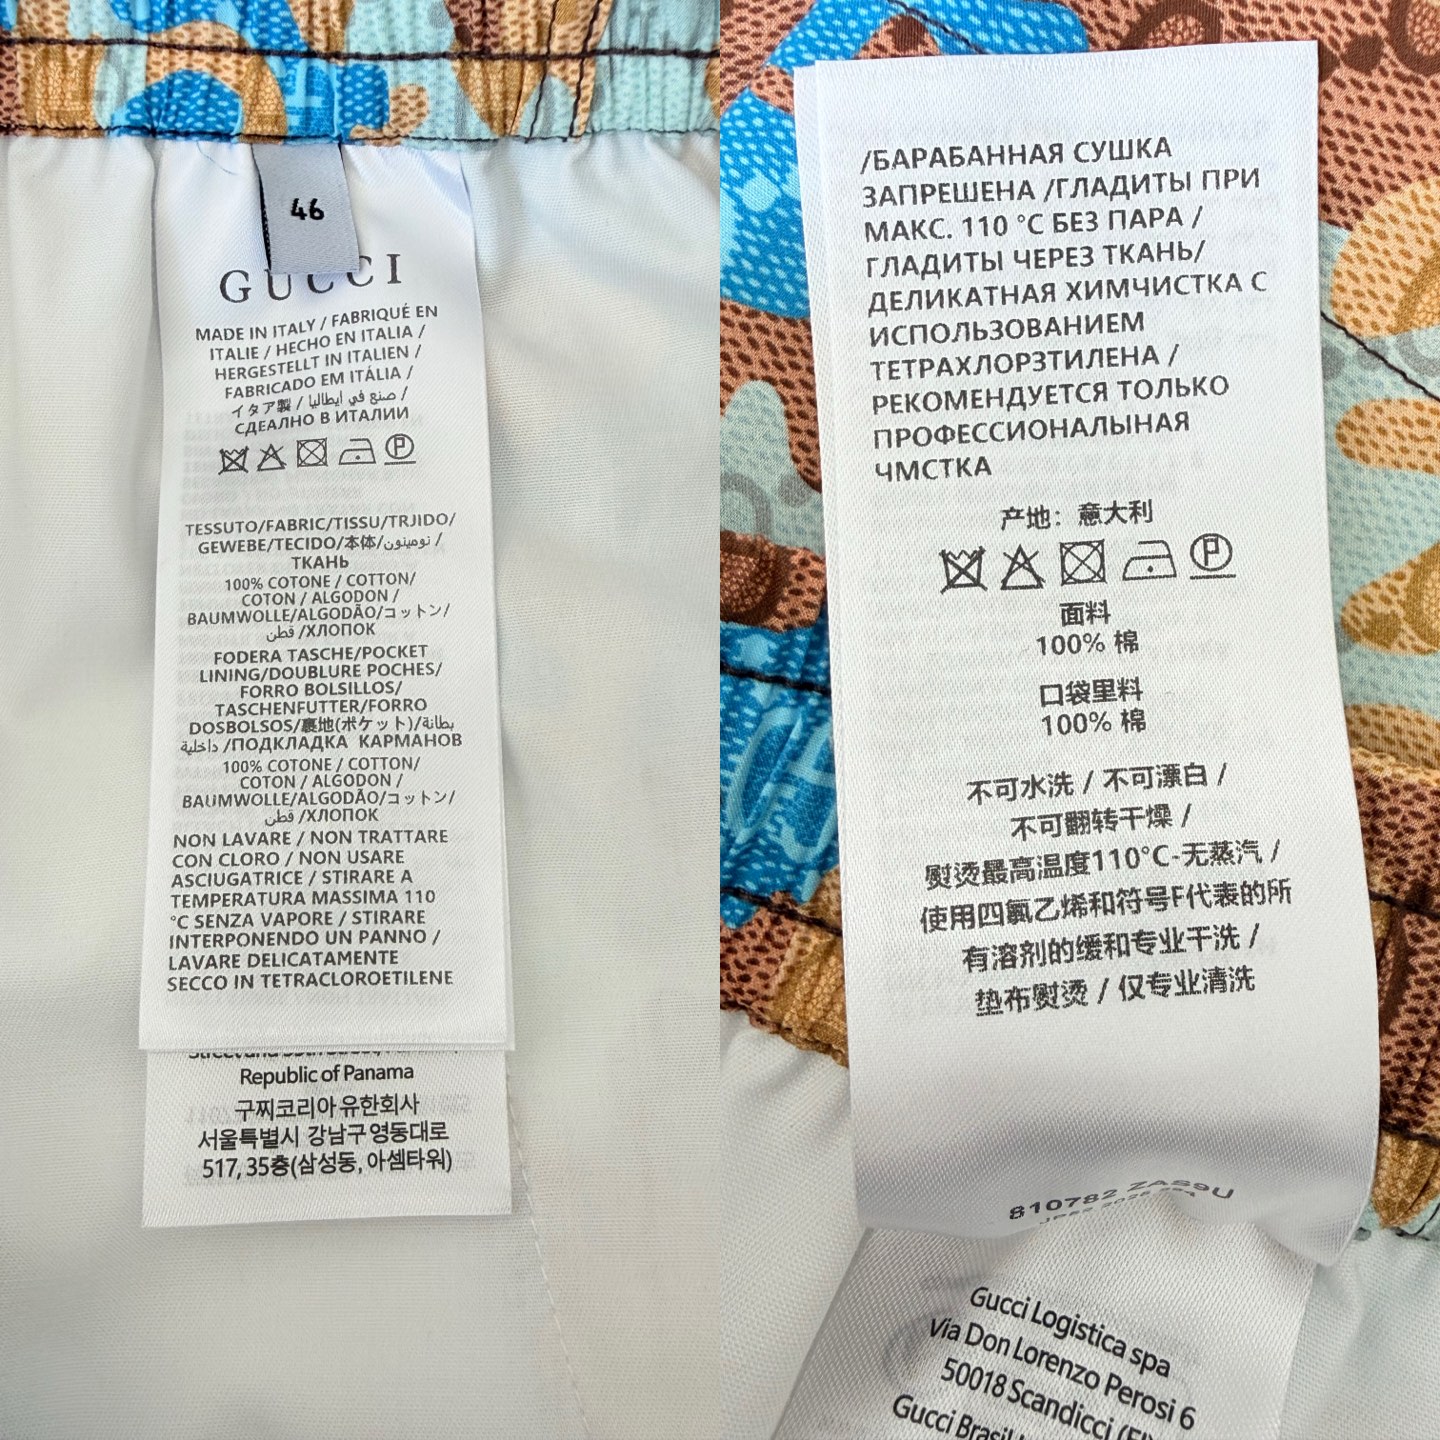 46
GUCCI
MADE IN ITALY / FABRIQUÉ EN
ITALIE / HECHO EN ITALIA /
HERGESTELLT IN ITALIEN /
FABRICADO EM ITÁLIA /
イタア製 / صنع في ايطاليا /
СДЕАЛНО В ИТАЛИИ
P
TESSUTO/FABRIC/TISSU/TRJIDO/
GEWEBE/TECIDO/本体/نومينون /
ТКАНЬ
100% COTONE / COTTON/
COTON / ALGODON /
BAUMWOLLE/ALGODÃO/コットン/
قطن /ХЛОПОК
FODERA TASCHE/POCKET
LINING/DOUBLURE POCHES/
FORRO BOLSILLOS/
TASCHENFUTTER/FORRO
DOSBOLSOS/裏地(ポケット)/بطانة
داخلية /ПОДКЛАДКА КАРМАНОВ
100% COTONE / COTTON/
COTON / ALGODON /
BAUMWOLLE/ALGODÃO/コットン/
قطن /ХЛОПОК
NON LAVARE / NON TRATTARE
CON CLORO / NON USARE
ASCIUGATRICE / STIRARE A
TEMPERATURA MASSIMA 110
°C SENZA VAPORE / STIRARE
INTERPONENDO UN PANNO /
LAVARE DELICATAMENTE
SECCO IN TETRACLOROETILENE
Republic of Panama
구찌코리아 유한회사
서울특별시 강남구 영동대로
517, 35층(삼성동, 아셈타워)
/БАРАБАННАЯ СУШКА
ЗАПРЕШЕНА /ГЛАДИТЫ ПРИ
МАКС. 110 °C БЕЗ ПАРА /
ГЛАДИТЫ ЧЕРЕЗ ТКАНЬ/
ДЕЛИКАТНАЯ ХИМЧИСТКА С
ИСПОЛЬЗОВАНИЕМ
ТЕТРАХЛОРЗТИЛЕНА /
РЕКОМЕНДУЕТСЯ ТОЛЬКО
ПРОФЕССИОНАЛЫНАЯ
ЧМСТКА
产地：意大利
P
面料
100% 棉
口袋里料
100% 棉
不可水洗 / 不可漂白 /
不可翻转干燥 /
熨烫最高温度110°C-无蒸汽 /
使用四氯乙烯和符号F代表的所
有溶剂的缓和专业干洗 /
垫布熨烫 / 仅专业清洗
810782 ZAS9U
Gucci Logistica spa
Via Don Lorenzo Perosi 6
50018 Scandicci
Gucci